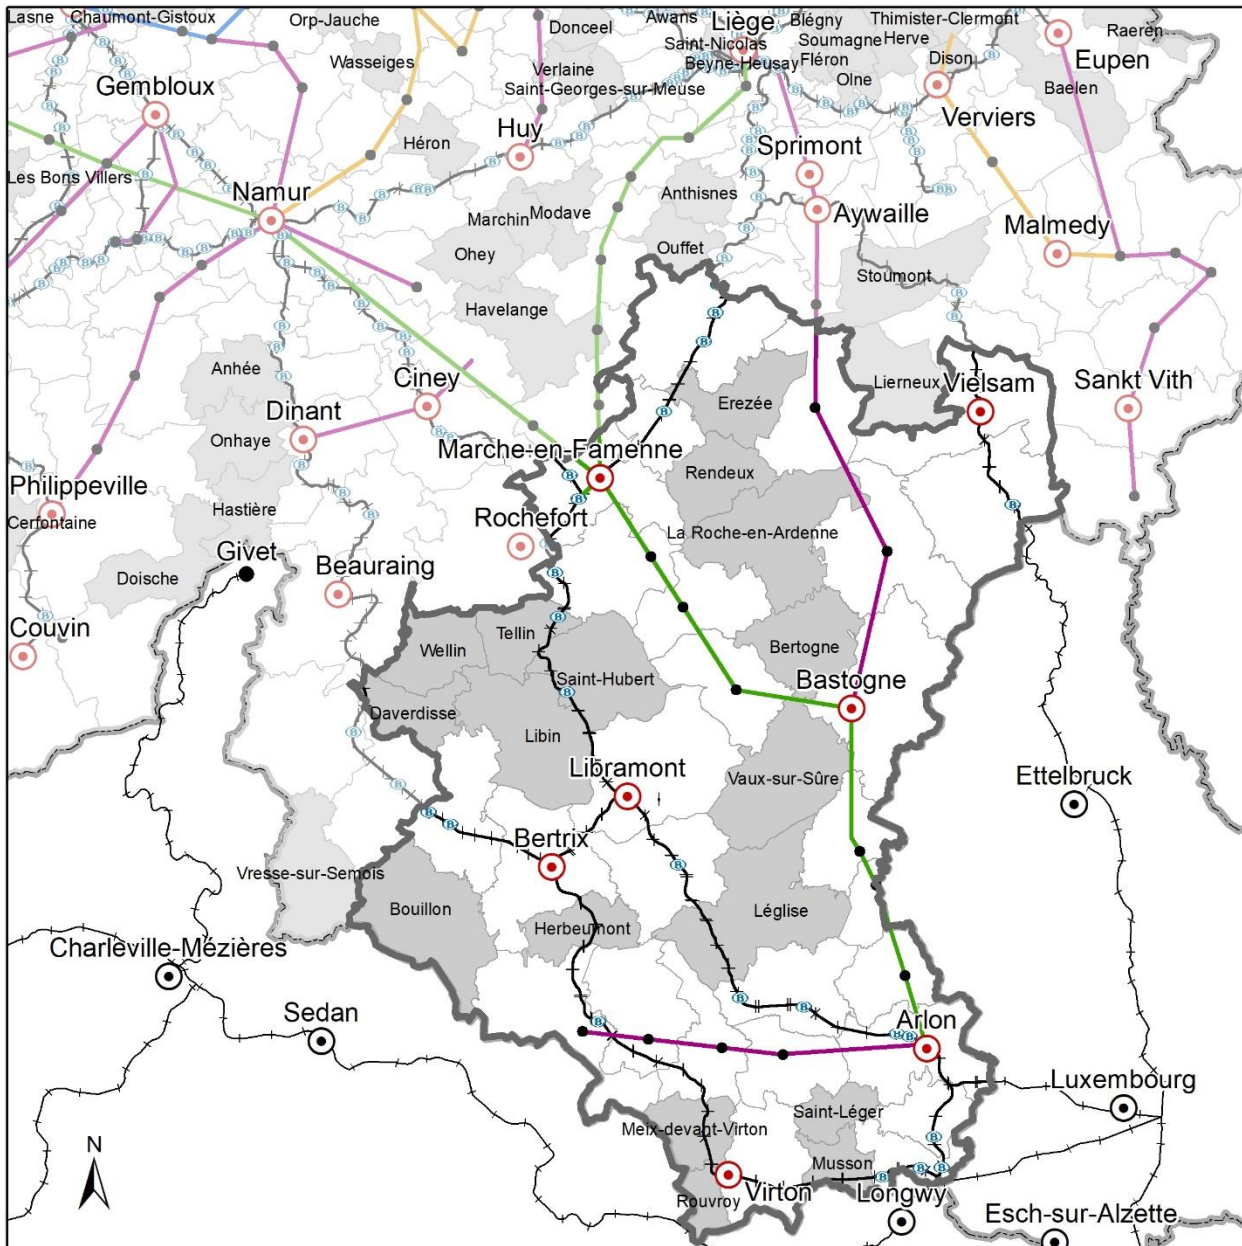 Lasne
Chaumont-Gistoux
Orp-Jauche
Donceel
Awans
Liège
Blégny
Thimister-Clermont
Raeren
Wasseiges
Saint-Nicolas
Soumagne
Herve
Eupen
Verlaine
Beyne-Heusay
Fléron
Dison
Gembloux
Saint-Georges-sur-Meuse
Olne
Baelen
Huy
Verviers
Héron
Sprimont
Les Bons Villers
Namur
Anthisnes
Marchin
Modave
Aywaille
Malmedy
Ohey
Ouffet
Stoumont
Havelange
Anhée
Ciney
Lierneux
Vielsam
Sankt Vith
Dinant
Erezée
Onhaye
Marche-en-Famenne
Rendeux
Philippeville
Hastière
Rochefort
Cerfontaine
La Roche-en-Ardenne
Givet
Doische
Beauraing
Couvin
Tellin
Wellin
Bertogne
Saint-Hubert
Bastogne
Daverdisse
Libin
Libramont
Vaux-sur-Sûre
Ettelbruck
Bertrix
Vresse-sur-Semois
Bouillon
Léglise
Herbeumont
Charleville-Mézières
Sedan
Arlon
Luxembourg
Saint-Léger
Meix-devant-Virton
N
Musson
Rouvroy
Virton
Longwy
Esch-sur-Alzette